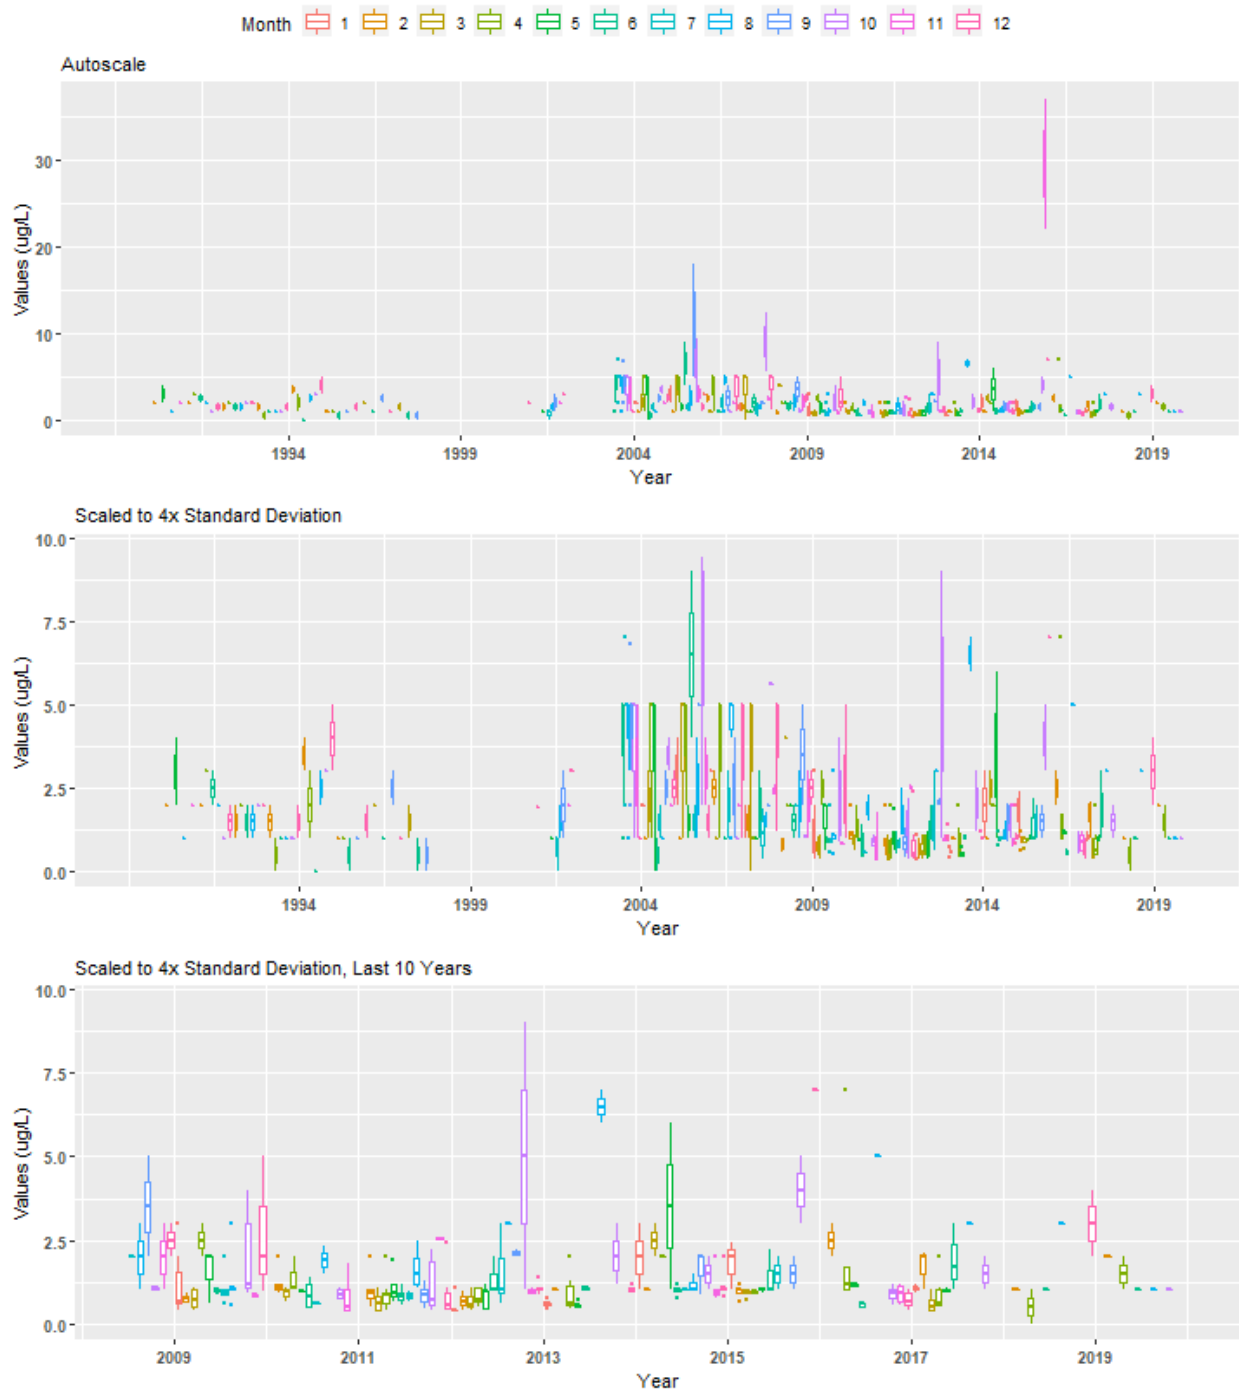 Month 1 2 3 4 5 6 7 8 9 10 11 12
Autoscale
Values (ug/L)
30
20
10
0
1994 1999 2004 2009 2014 2019
Year
Scaled to 4x Standard Deviation
Values (ug/L)
10.0
7.5
5.0
2.5
0.0
1994 1999 2004 2009 2014 2019
Year
Scaled to 4x Standard Deviation, Last 10 Years
Values (ug/L)
10.0
7.5
5.0
2.5
0.0
2009 2011 2013 2015 2017 2019
Year